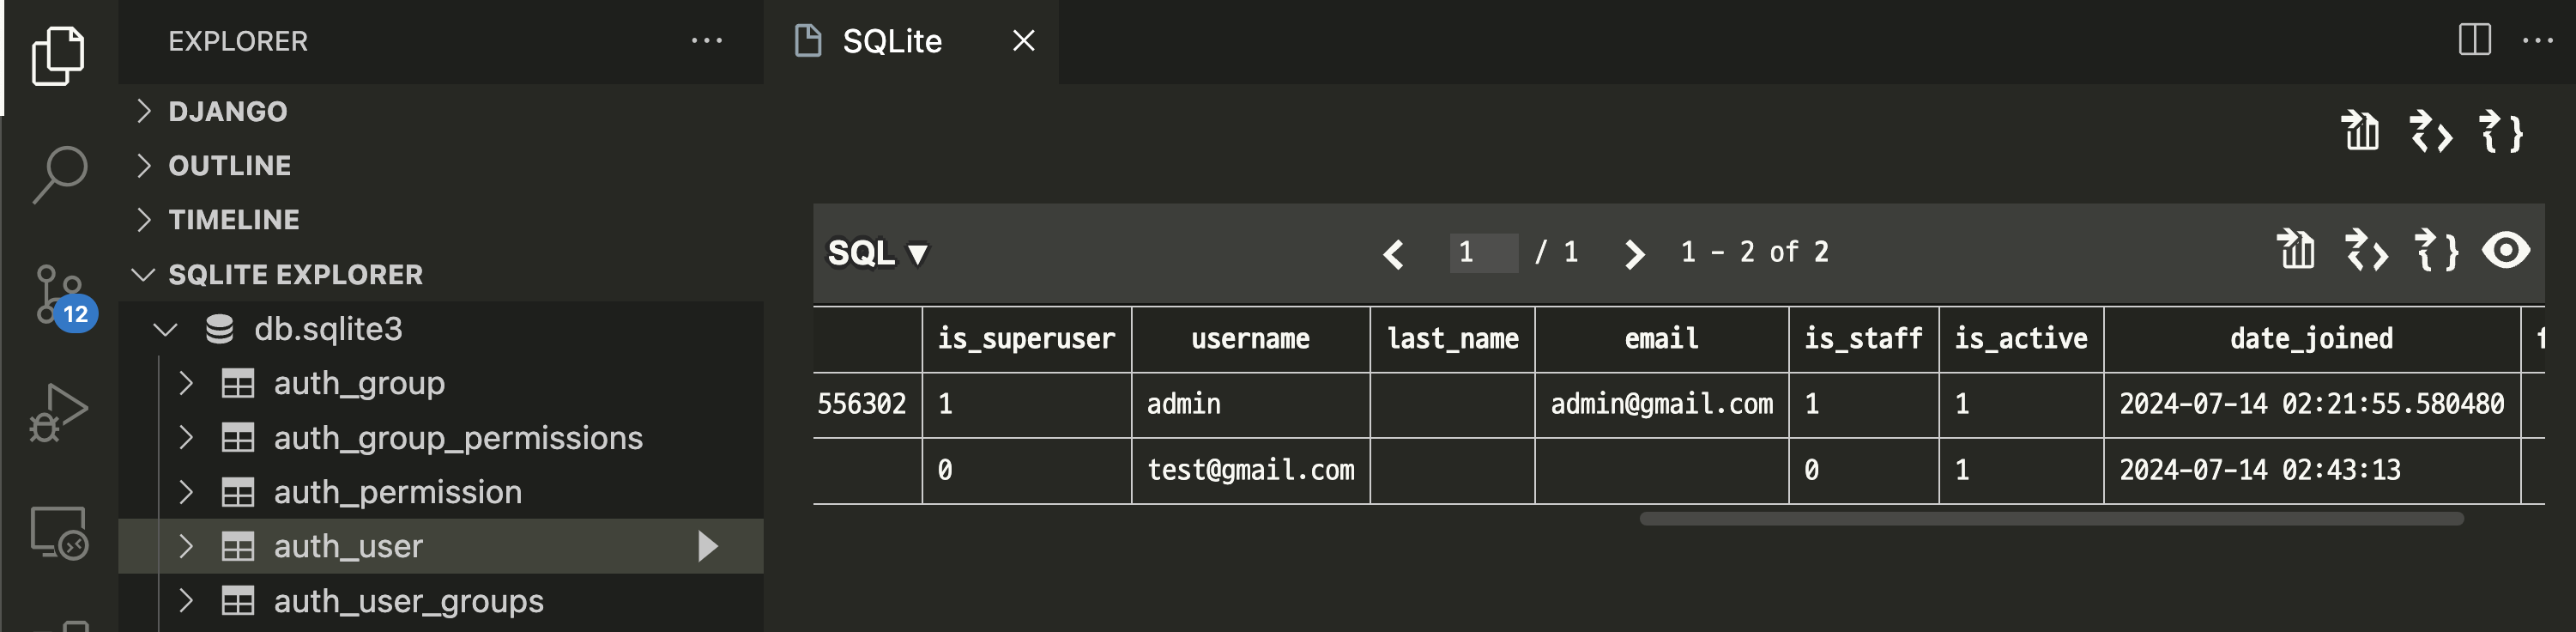 EXPLORER
DJANGO
OUTLINE
TIMELINE
SQLITE EXPLORER
12
db.sqlite3
auth_group
auth_group_permissions
auth_permission
auth_user
auth_user_groups
SQLite
SQL ▼ 1 / 1 1 - 2 of 2
is_superuser username last_name email is_staff is_active date_joined f
556302 1 admin admin@gmail.com 1 1 2024-07-14 02:21:55.580480
0 test@gmail.com 0 1 2024-07-14 02:43:13